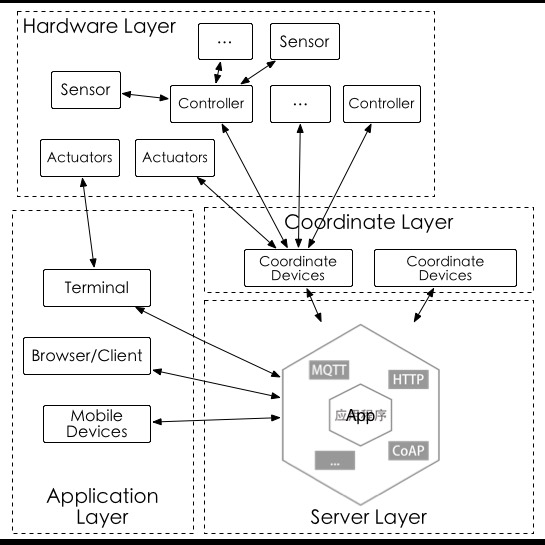 Hardware Layer
...
Sensor
Sensor
Controller
...
Controller
Actuators
Actuators
Coordinate Layer
Coordinate
Devices
Coordinate
Devices
Terminal
Browser/Client
Mobile
Devices
Application
Layer
MQTT
HTTP
应用程序
App
...
CoAP
Server Layer